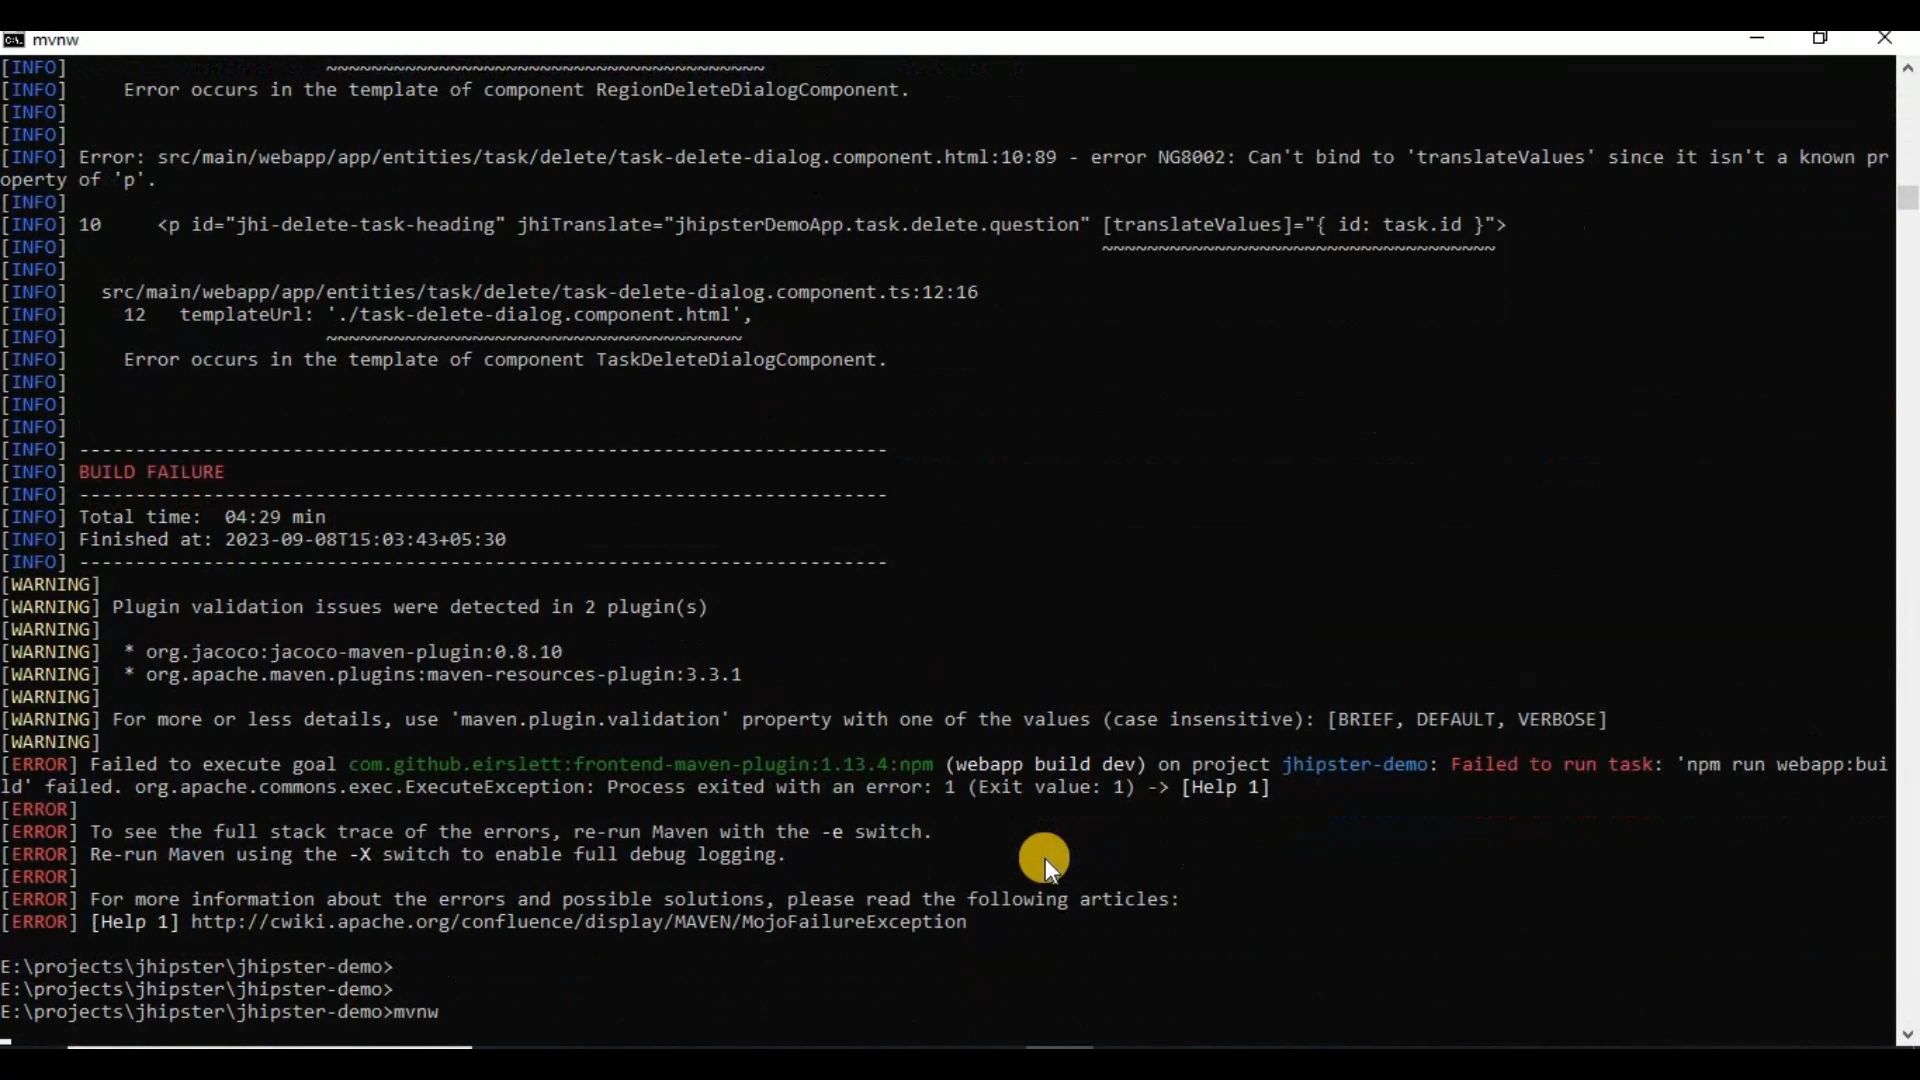 mvnw
[INFO] ~~~~~~~~~~~~~~~~~~~~~~~~~~~~~~~~~~~~~~~
[INFO]     Error occurs in the template of component RegionDeleteDialogComponent.
[INFO]
[INFO]
[INFO] Error: src/main/webapp/app/entities/task/delete/task-delete-dialog.component.html:10:89 - error NG8002: Can't bind to 'translateValues' since it isn't a known pr
operty of 'p'.
[INFO]
[INFO] 10     <p id="jhi-delete-task-heading" jhiTranslate="jhipsterDemoApp.task.delete.question" [translateValues]="{ id: task.id }">
[INFO] ~~~~~~~~~~~~~~~~~~~~~~~~~~~~~~~~~~~
[INFO]
[INFO]   src/main/webapp/app/entities/task/delete/task-delete-dialog.component.ts:12:16
[INFO]     12   templateUrl: './task-delete-dialog.component.html',
[INFO] ~~~~~~~~~~~~~~~~~~~~~~~~~~~~~~~~~~~~~
[INFO]     Error occurs in the template of component TaskDeleteDialogComponent.
[INFO]
[INFO]
[INFO]
[INFO] ------------------------------------------------------------------------
[INFO] BUILD FAILURE
[INFO] ------------------------------------------------------------------------
[INFO] Total time:  04:29 min
[INFO] Finished at: 2023-09-08T15:03:43+05:30
[INFO] ------------------------------------------------------------------------
[WARNING]
[WARNING] Plugin validation issues were detected in 2 plugin(s)
[WARNING]
[WARNING]  * org.jacoco:jacoco-maven-plugin:0.8.10
[WARNING]  * org.apache.maven.plugins:maven-resources-plugin:3.3.1
[WARNING]
[WARNING] For more or less details, use 'maven.plugin.validation' property with one of the values (case insensitive): [BRIEF, DEFAULT, VERBOSE]
[WARNING]
[ERROR] Failed to execute goal com.github.eirslett:frontend-maven-plugin:1.13.4:npm (webapp build dev) on project jhipster-demo: Failed to run task: 'npm run webapp:bui
ld' failed. org.apache.commons.exec.ExecuteException: Process exited with an error: 1 (Exit value: 1) -> [Help 1]
[ERROR]
[ERROR] To see the full stack trace of the errors, re-run Maven with the -e switch.
[ERROR] Re-run Maven using the -X switch to enable full debug logging.
[ERROR]
[ERROR] For more information about the errors and possible solutions, please read the following articles:
[ERROR] [Help 1] http://cwiki.apache.org/confluence/display/MAVEN/MojoFailureException
E:\projects\jhipster\jhipster-demo>
E:\projects\jhipster\jhipster-demo>
E:\projects\jhipster\jhipster-demo>mvnw